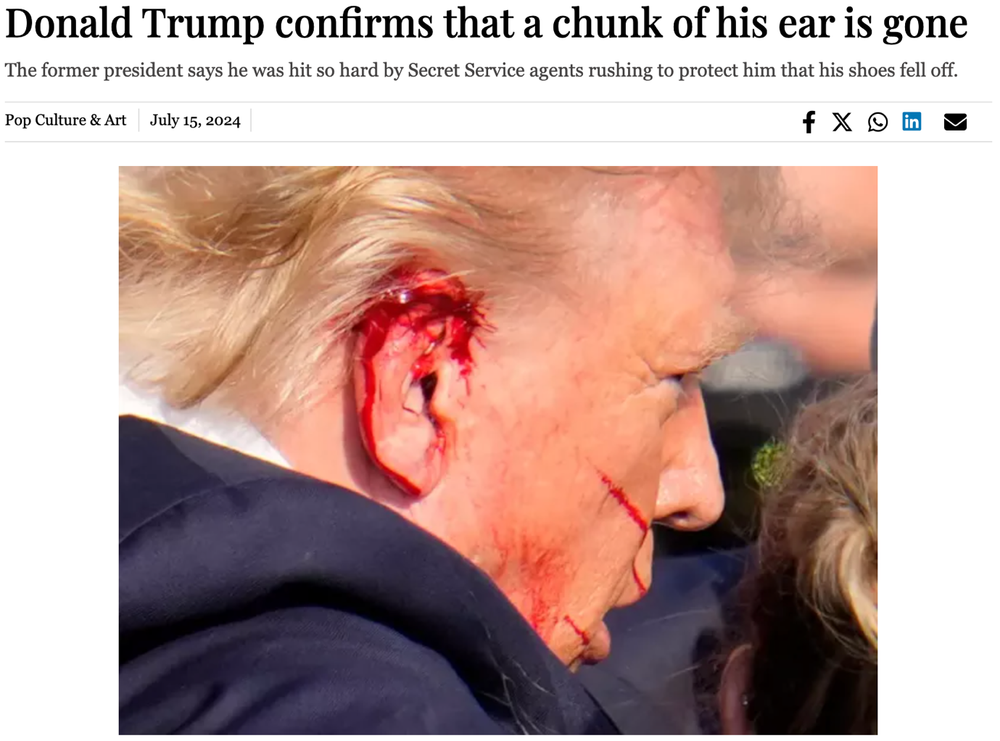 Donald Trump confirms that a chunk of his ear is gone
The former president says he was hit so hard by Secret Service agents rushing to protect him that his shoes fell off.
Pop Culture & Art
July 15, 2024
in